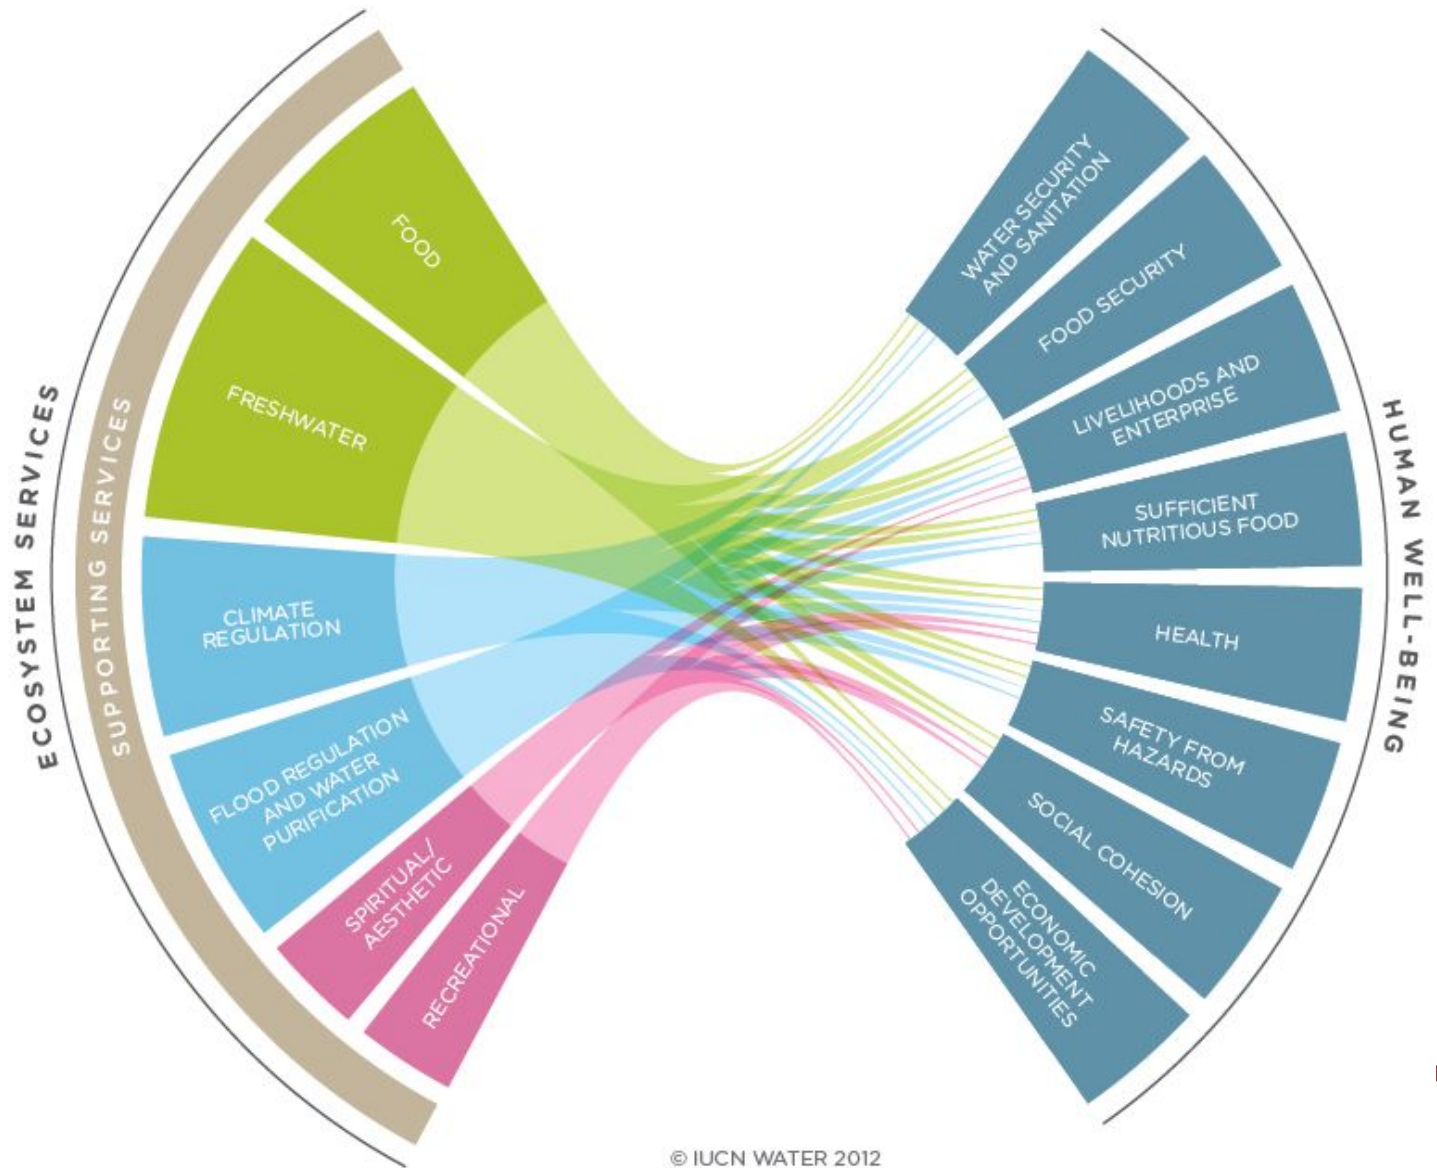 ECOSYSTEM SERVICES
SUPPORTING SERVICES
FOOD
FRESHWATER
CLIMATE
REGULATION
FLOOD REGULATION
AND WATER
PURIFICATION
SPIRITUAL/
AESTHETIC
RECREATIONAL
WATER SECURITY
AND SANITATION
FOOD SECURITY
LIVELIHOODS AND
ENTERPRISE
SUFFICIENT
NUTRITIOUS FOOD
HEALTH
SAFETY FROM
HAZARDS
SOCIAL COHESION
ECONOMIC
DEVELOPMENT
OPPORTUNITIES
HUMAN WELL-BEING
© IUCN WATER 2012